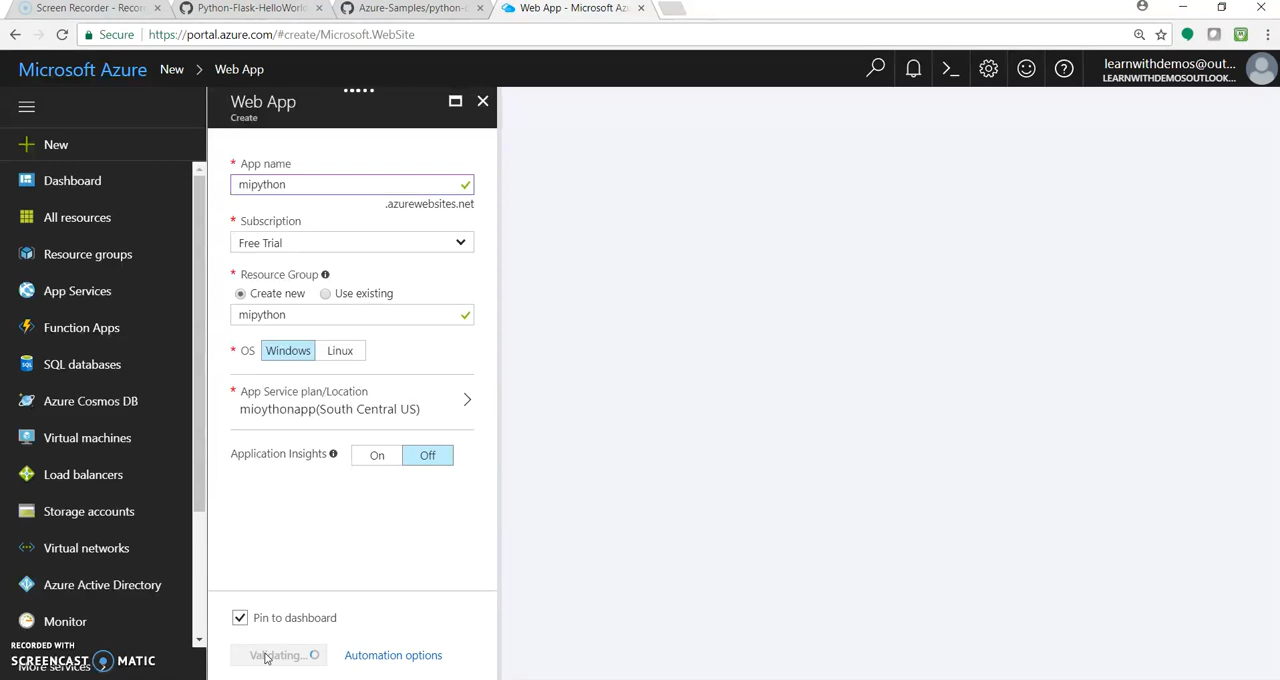 Screen Recorder - Recor
Python-Flask-HelloWorl
Azure-Samples/python-
Web App - Microsoft Az
Secure
https://portal.azure.com/#create/Microsoft.WebSite
Microsoft Azure New > Web App
learnwithdemos@out...
LEARNWITHDEMOSOUTLOOK...
Web App
Create
New
Dashboard
All resources
Resource groups
App Services
Function Apps
SQL databases
Azure Cosmos DB
Virtual machines
Load balancers
Storage accounts
Virtual networks
Azure Active Directory
Monitor
More services
RECORDED WITH
SCREENCAST MATIC
* App name
mipython
.azurewebsites.net
* Subscription
Free Trial
* Resource Group
Create new Use existing
mipython
* OS Windows Linux
* App Service plan/Location
mioythonapp(South Central US)
Application Insights On Off
Pin to dashboard
Validating... Automation options